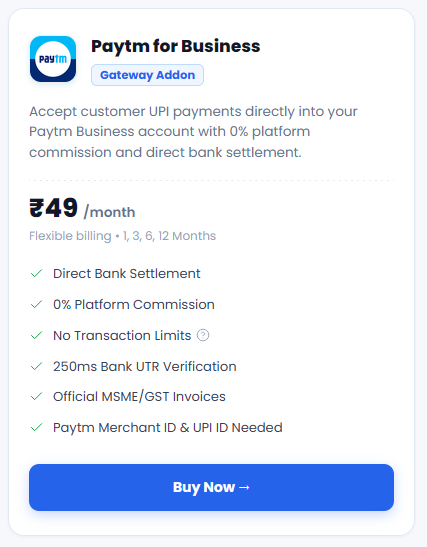 paytm
Paytm for Business
Gateway Addon
Accept customer UPI payments directly into your
Paytm Business account with 0% platform
commission and direct bank settlement.
₹49 /month
Flexible billing • 1, 3, 6, 12 Months
Direct Bank Settlement
0% Platform Commission
No Transaction Limits ?
250ms Bank UTR Verification
Official MSME/GST Invoices
Paytm Merchant ID & UPI ID Needed
Buy Now →